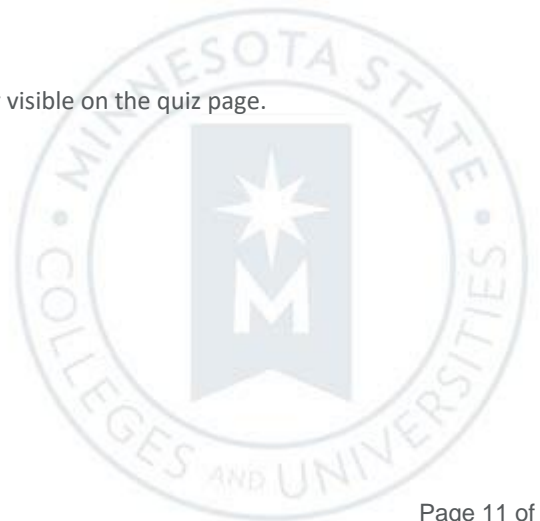 visible on the quiz page.
MINNESOTA STATE
M
COLLEGES AND UNIVERSITIES
Page 11 of